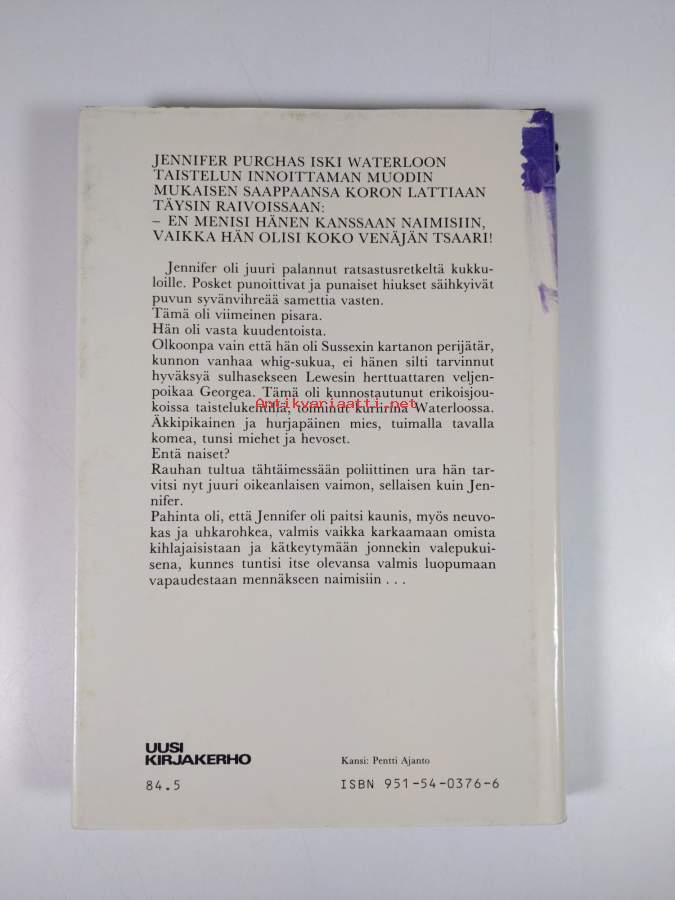 JENNIFER PURCHAS ISKI WATERLOON
TAISTELUN INNOITTAMAN MUODIN
MUKAISEN SAAPPAANSA KORON LATTIAAN
TÄYSIN RAIVOISSAAN:
– EN MENISI HÄNEN KANSSAAN NAIMISIIN,
VAIKKA HÄN OLISI KOKO VENÄJÄN TSAARI!
Jennifer oli juuri palannut ratsastusretkeltä kukku-
loille. Posket punoittivat ja punaiset hiukset säihkyivät
puvun syvänvihreää samettia vasten.
Tämä oli viimeinen pisara.
Hän oli vasta kuudentoista.
Olkoonpa vain että hän oli Sussexin kartanon perijätär,
kunnon vanhaa whig-sukua, ei hänen silti tarvinnut
hyväksyä sulhasekseen Lewesin herttuattaren veljen-
poikaa Georgea. Tämä oli kunnostautunut erikoisjou-
koissa taistelukentillä, toiminut kuriirina Waterloossa.
Antikvariaatti.net
Äkkipikainen ja hurjapäinen mies, tuimalla tavalla
komea, tunsi miehet ja hevoset.
Entä naiset?
Rauhan tultua tähtäimessään poliittinen ura hän tar-
vitsi nyt juuri oikeanlaisen vaimon, sellaisen kuin Jen-
nifer.
Pahinta oli, että Jennifer oli paitsi kaunis, myös neuvo-
kas ja uhkarohkea, valmis vaikka karkaamaan omista
kihlajaisistaan ja kätkeytymään jonnekin valepukui-
sena, kunnes tuntisi itse olevansa valmis luopumaan
vapaudestaan mennäkseen naimisiin . . .
UUSI
KIRJAKERHO
84.5
Kansi: Pentti Ajanto
ISBN 951-54-0376-6